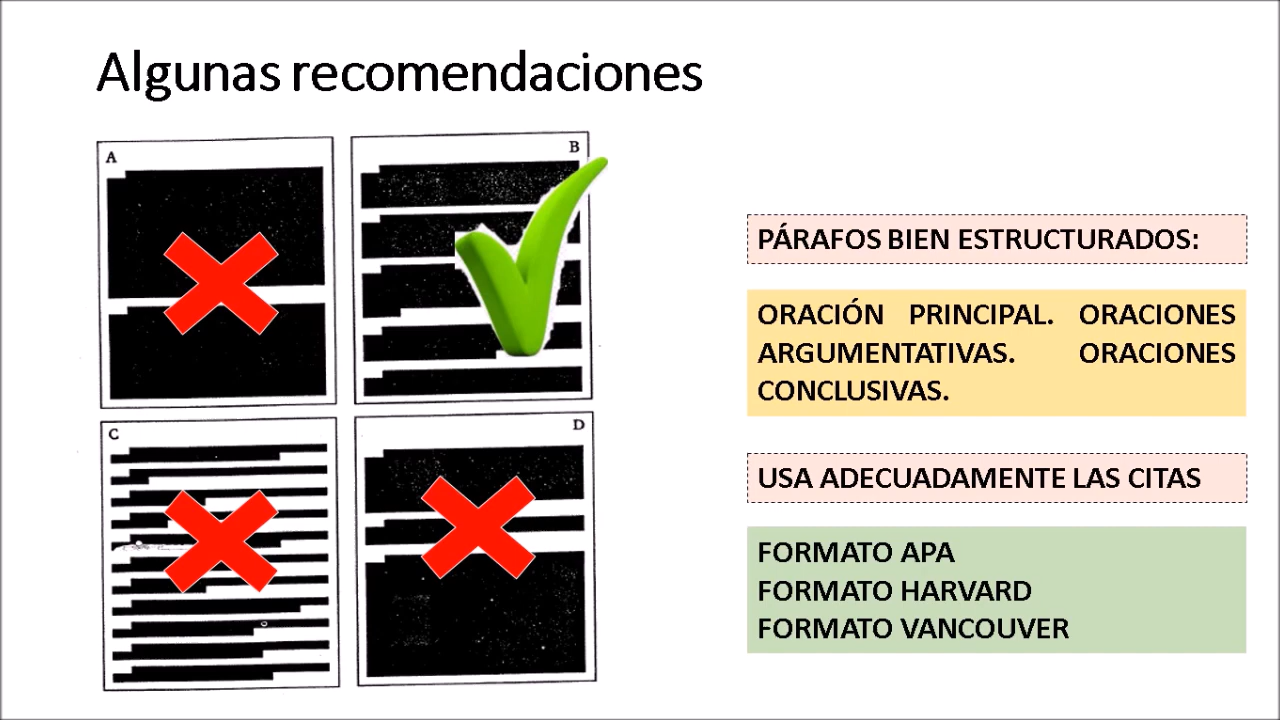 Algunas recomendaciones
A
B
C
D
PÁRAFOS BIEN ESTRUCTURADOS:
ORACIÓN PRINCIPAL. ORACIONES
ARGUMENTATIVAS. ORACIONES
CONCLUSIVAS.
USA ADECUADAMENTE LAS CITAS
FORMATO APA
FORMATO HARVARD
FORMATO VANCOUVER